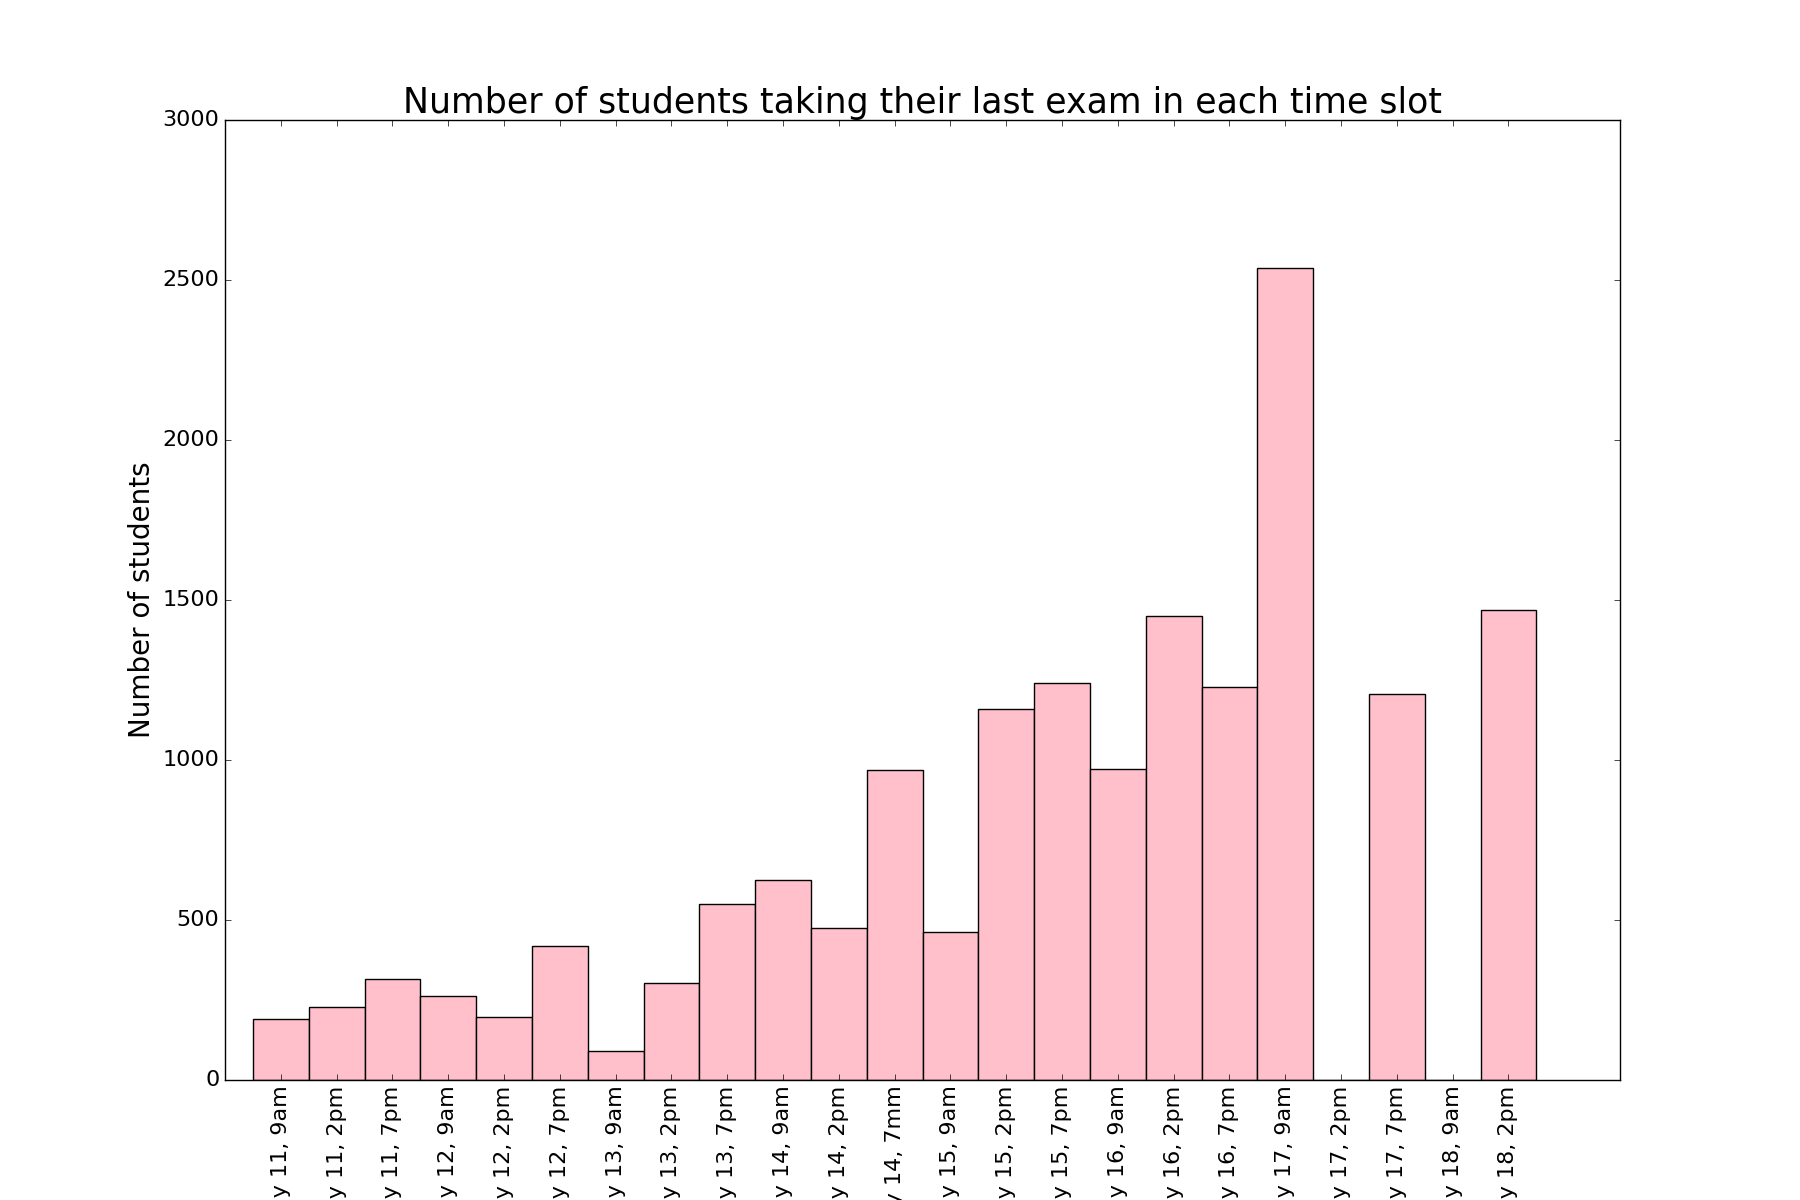 Number of students taking their last exam in each time slot
Number of students
3000
2500
2000
1500
1000
500
0
y 11, 9am
y 11, 2pm
y 11, 7pm
y 12, 9am
y 12, 2pm
y 12, 7pm
y 13, 9am
y 13, 2pm
y 13, 7pm
y 14, 9am
y 14, 2pm
y 14, 7mm
y 15, 9am
y 15, 2pm
y 15, 7pm
y 16, 9am
y 16, 2pm
y 16, 7pm
y 17, 9am
y 17, 2pm
y 17, 7pm
y 18, 9am
y 18, 2pm